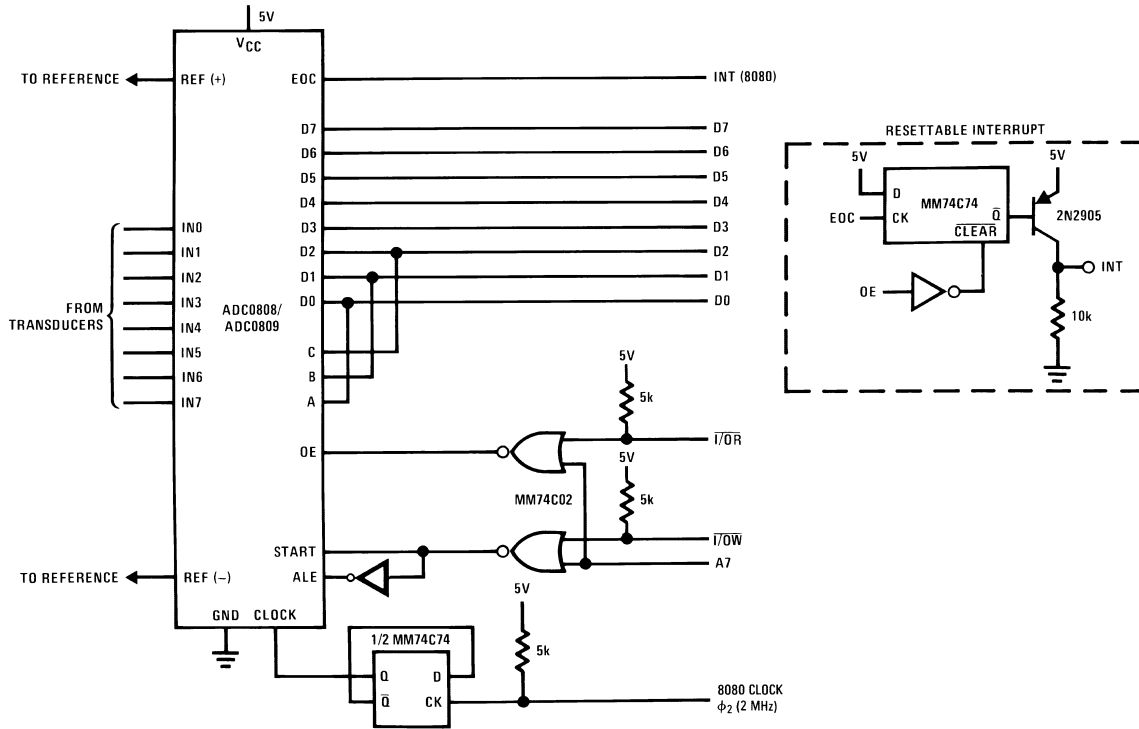 5V
VCC
TO REFERENCE
REF (+)
EOC
INT (8080)
D7
D7
D6
D6
D5
D5
D4
D4
IN0
D3
D3
IN1
D2
D2
IN2
D1
D1
IN3
D0
D0
FROM
TRANSDUCERS
ADC0808/
ADC0809
IN4
IN5
C
IN6
B
IN7
A
5V
5k
OE
I/OR
5V
MM74C02
5k
START
I/OW
A7
TO REFERENCE
REF (−)
ALE
GND
CLOCK
5V
1/2 MM74C74
5k
Q
D
Q̅
CK
8080 CLOCK
ϕ2 (2 MHz)
RESETTABLE INTERRUPT
5V
5V
D
MM74C74
EOC
CK
Q̅
2N2905
CLEAR
INT
OE
10k